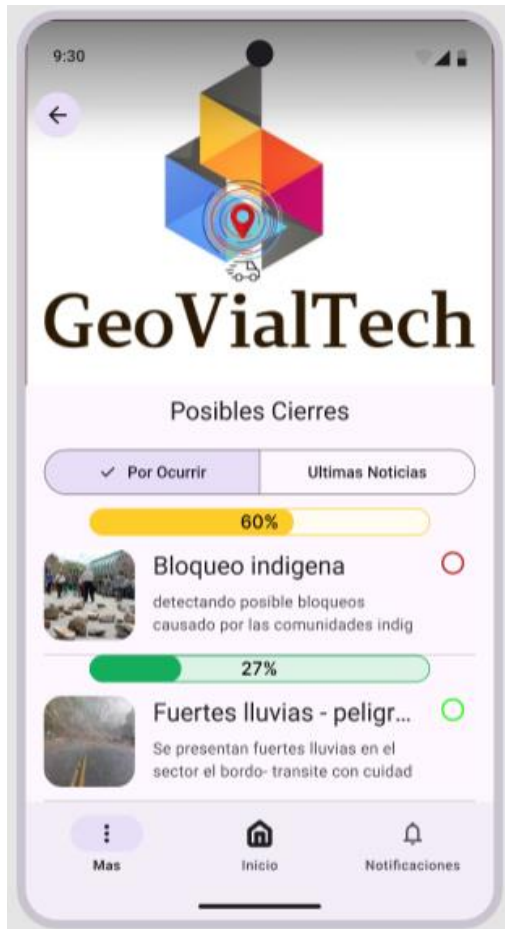 9:30
GeoVialTech
Posibles Cierres
Por Ocurrir
Ultimas Noticias
60%
Bloqueo indigena
detectando posible bloqueos
causado por las comunidades indig
27%
Fuertes lluvias - peligr...
Se presentan fuertes lluvias en el
sector el bordo- transite con cuidad
Mas
Inicio
Notificaciones